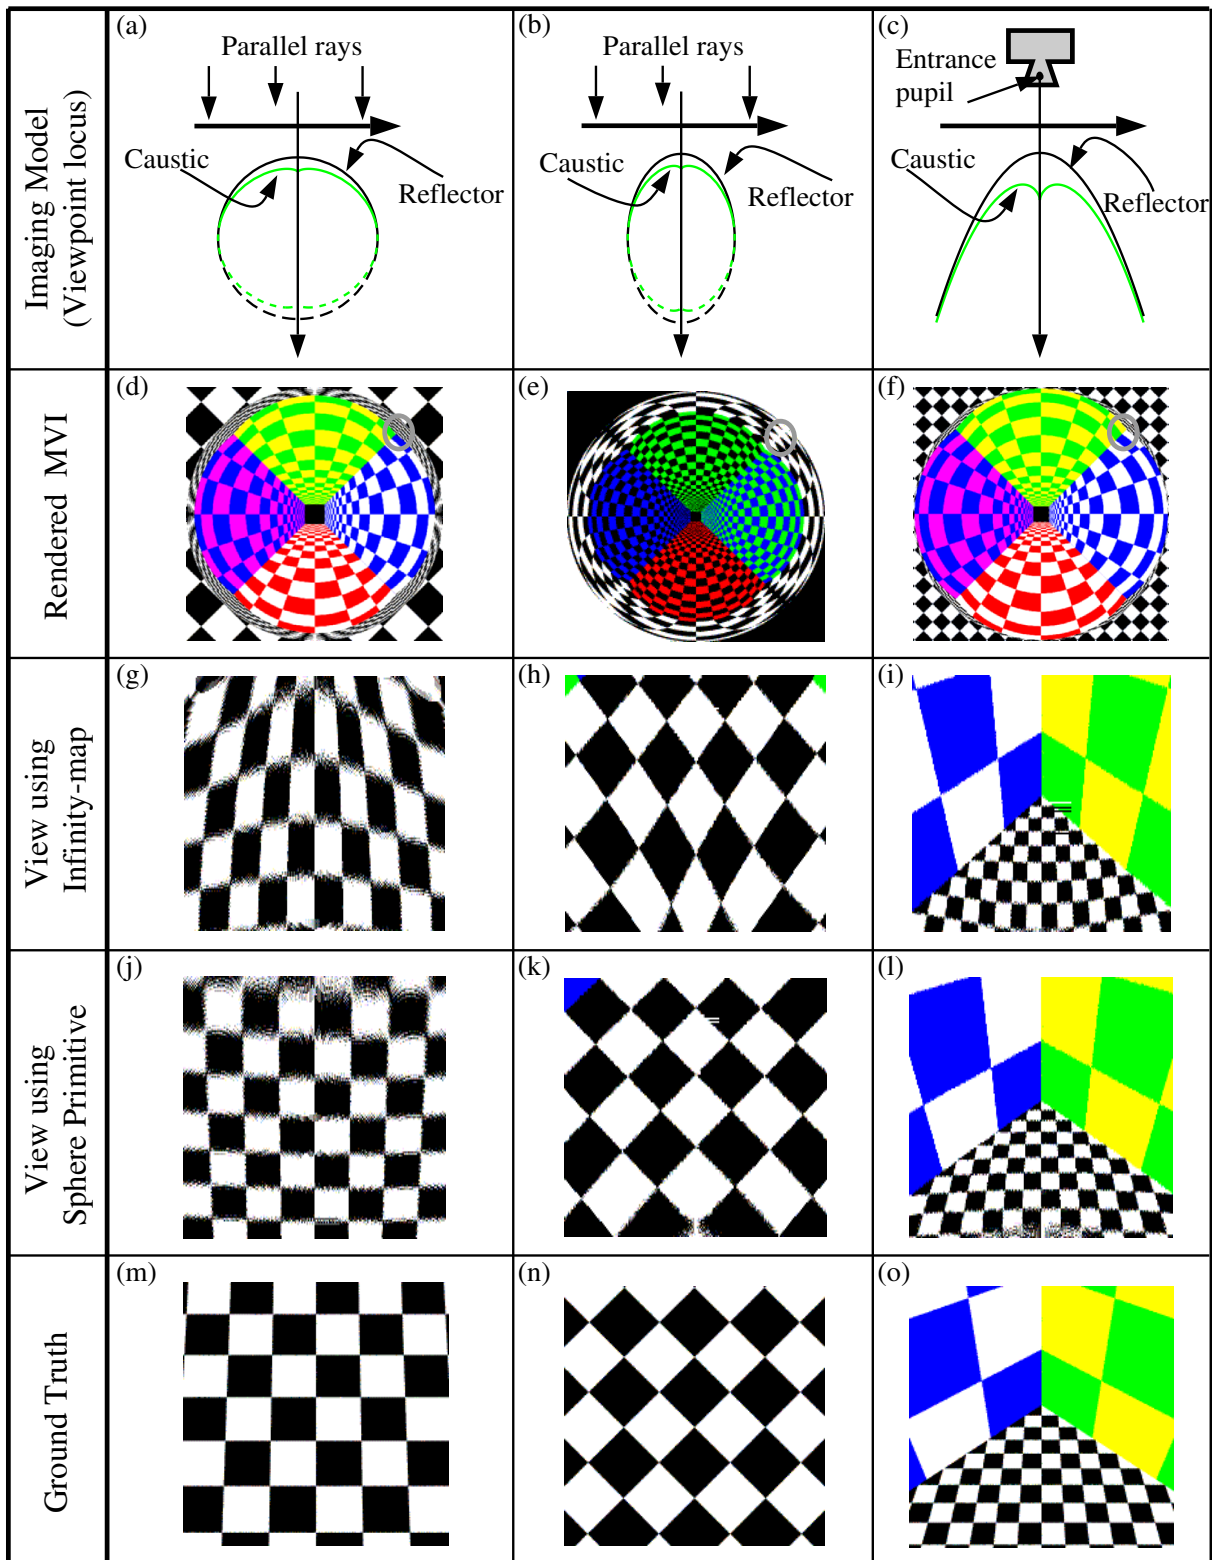 Imaging Model
(Viewpoint locus)
(a)
Parallel rays
Caustic
Reflector
(b)
Parallel rays
Caustic
Reflector
(c)
Entrance
pupil
Caustic
Reflector
Rendered MVI
(d)
(e)
(f)
View using
Infinity-map
(g)
(h)
(i)
View using
Sphere Primitive
(j)
(k)
(l)
Ground Truth
(m)
(n)
(o)